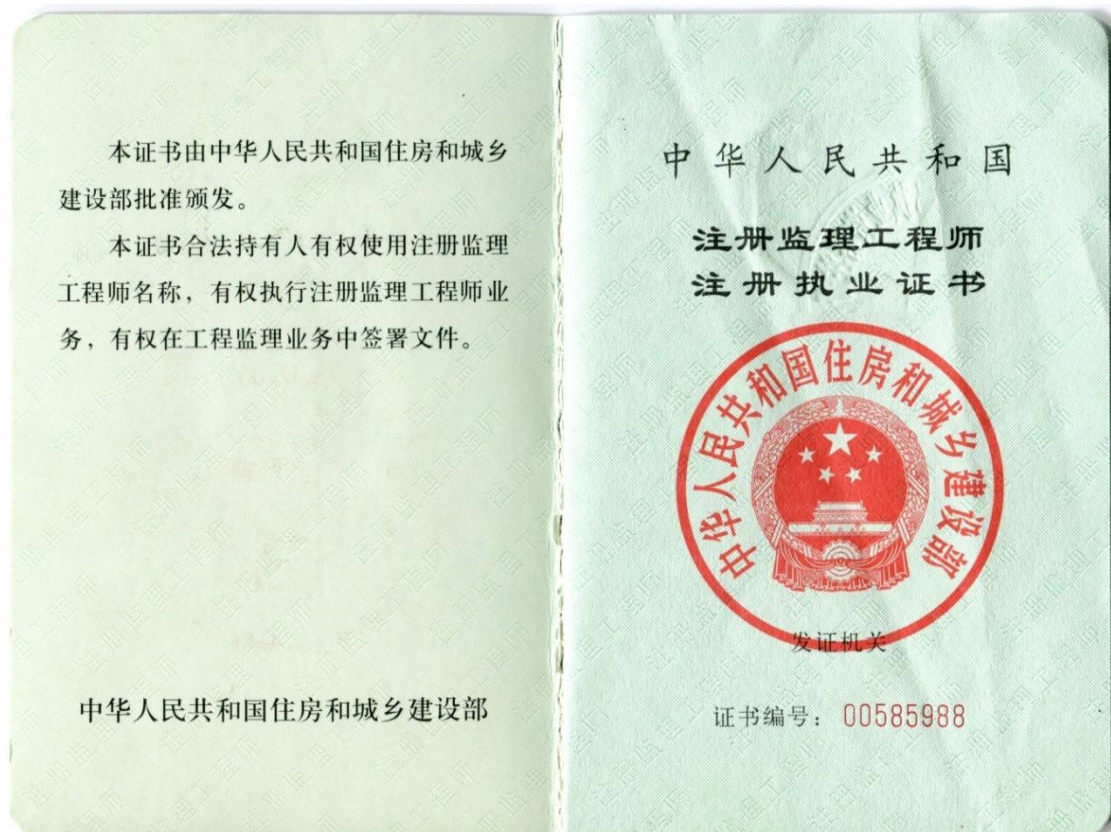 本证书由中华人民共和国住房和城乡
建设部批准颁发。
本证书合法持有人有权使用注册监理
工程师名称，有权执行注册监理工程师业
务，有权在工程监理业务中签署文件。
中华人民共和国住房和城乡建设部
中华人民共和国
注册监理工程师
注册执业证书
中华人民共和国住房和城乡建设部
发证机关
证书编号：00585988